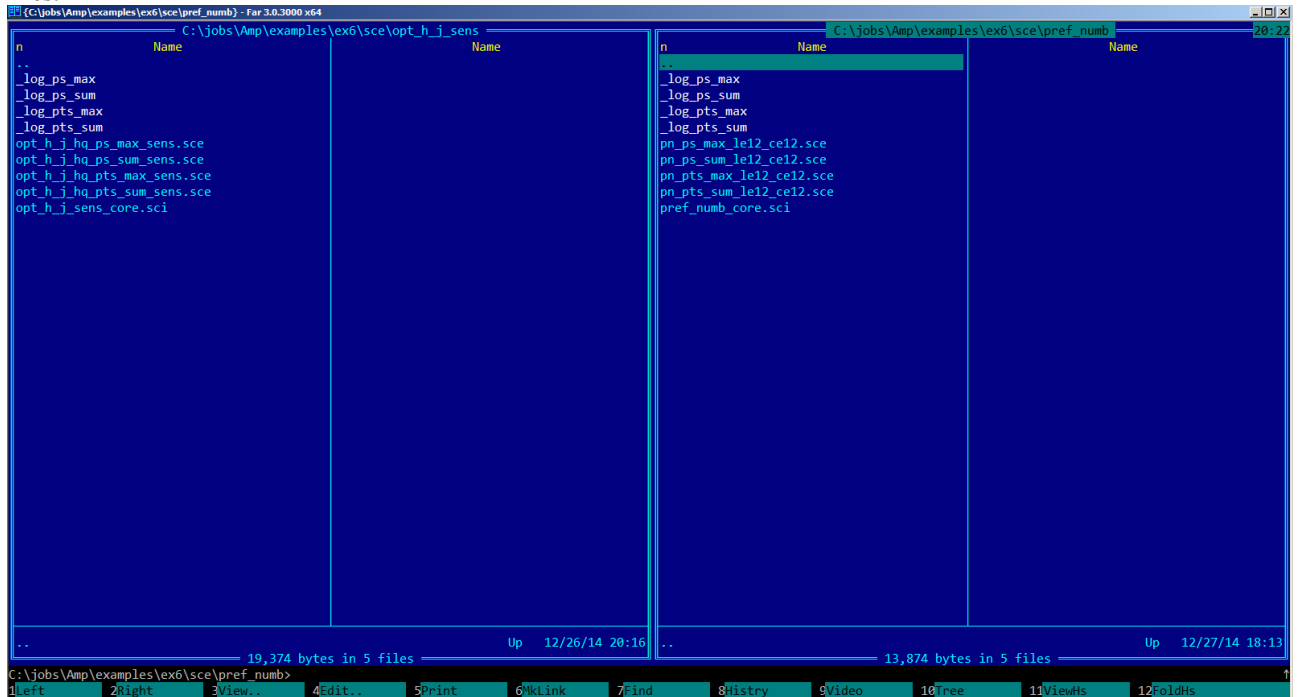 {C:\jobs\Amp\examples\ex6\sce\pref_numb} - Far 3.0.3000 x64
C:\jobs\Amp\examples\ex6\sce\opt_h_j_sens
n Name Name
..
_log_ps_max
_log_ps_sum
_log_pts_max
_log_pts_sum
opt_h_j_hq_ps_max_sens.sce
opt_h_j_hq_ps_sum_sens.sce
opt_h_j_hq_pts_max_sens.sce
opt_h_j_hq_pts_sum_sens.sce
opt_h_j_sens_core.sci
.. Up 12/26/14 20:16
19,374 bytes in 5 files
C:\jobs\Amp\examples\ex6\sce\pref_numb 20:22
n Name Name
..
_log_ps_max
_log_ps_sum
_log_pts_max
_log_pts_sum
pn_ps_max_le12_ce12.sce
pn_ps_sum_le12_ce12.sce
pn_pts_max_le12_ce12.sce
pn_pts_sum_le12_ce12.sce
pref_numb_core.sci
.. Up 12/27/14 18:13
13,874 bytes in 5 files
C:\jobs\Amp\examples\ex6\sce\pref_numb> ↑
1Left 2Right 3View.. 4Edit.. 5Print 6MkLink 7Find 8Histry 9Video 10Tree 11ViewHs 12FoldHs